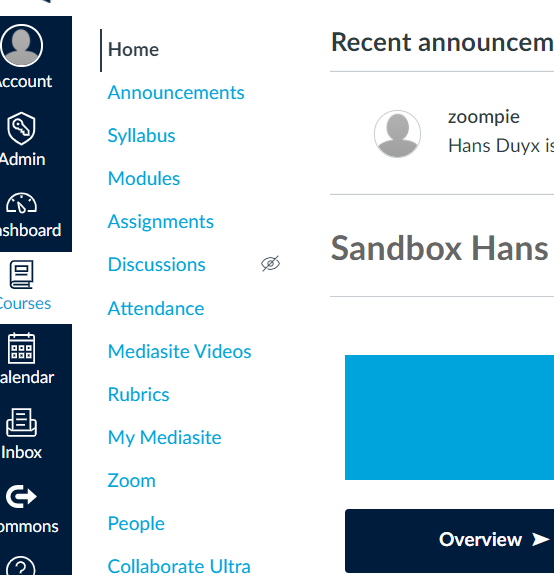 ccount
Admin
ashboard
Courses
alendar
Inbox
ommons
Home
Announcements
Syllabus
Modules
Assignments
Discussions
Attendance
Mediasite Videos
Rubrics
My Mediasite
Zoom
People
Collaborate Ultra
Recent announcem
zoompie
Hans Duyx is
Sandbox Hans
Overview ➤